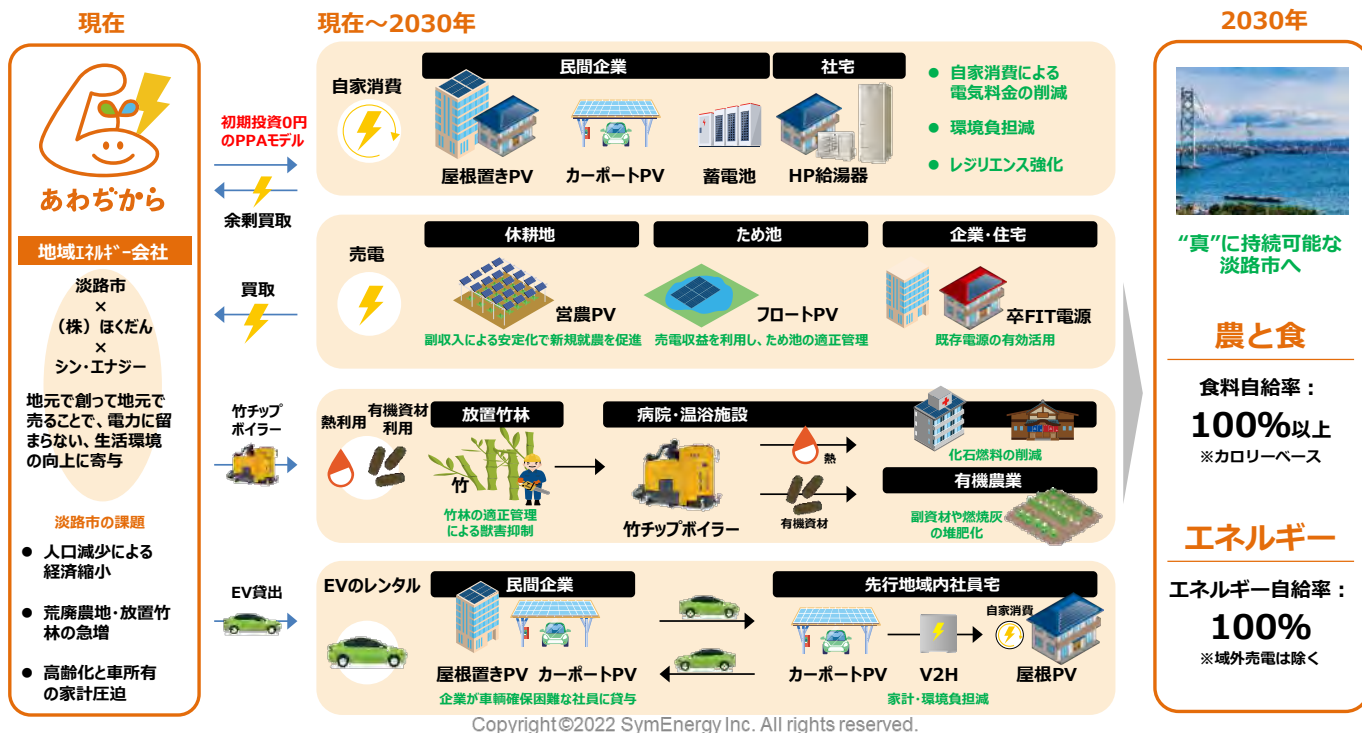 現在
あわぢから
地域ｴﾈﾙｷﾞｰ会社
淡路市
×
（株）ほくだん
×
シン・エナジー
地元で創って地元で
売ることで、電力に留
まらない、生活環境
の向上に寄与
淡路市の課題
● 人口減少による
経済縮小
● 荒廃農地・放置竹
林の急増
● 高齢化と車所有
の家計圧迫
初期投資0円
のPPAモデル
余剰買取
買取
竹チップ
ボイラー
EV貸出
現在～2030年
自家消費
民間企業
社宅
屋根置きPV
カーポートPV
蓄電池
HP給湯器
● 自家消費による
電気料金の削減
● 環境負担減
● レジリエンス強化
売電
休耕地
ため池
企業・住宅
営農PV
フロートPV
卒FIT電源
副収入による安定化で新規就農を促進
売電収益を利用し、ため池の適正管理
既存電源の有効活用
熱利用
有機資材
利用
放置竹林
病院・温浴施設
竹
竹林の適正管理
による獣害抑制
竹チップボイラー
熱
有機資材
化石燃料の削減
有機農業
副資材や燃焼灰
の堆肥化
EVのレンタル
民間企業
先行地域内社員宅
屋根置きPV
カーポートPV
企業が車輌確保困難な社員に貸与
カーポートPV
V2H
自家消費
屋根PV
家計・環境負担減
2030年
“真”に持続可能な
淡路市へ
農と食
食料自給率：
100%以上
※カロリーベース
エネルギー
エネルギー自給率：
100%
※域外売電は除く
Copyright©2022 SymEnergy Inc. All rights reserved.